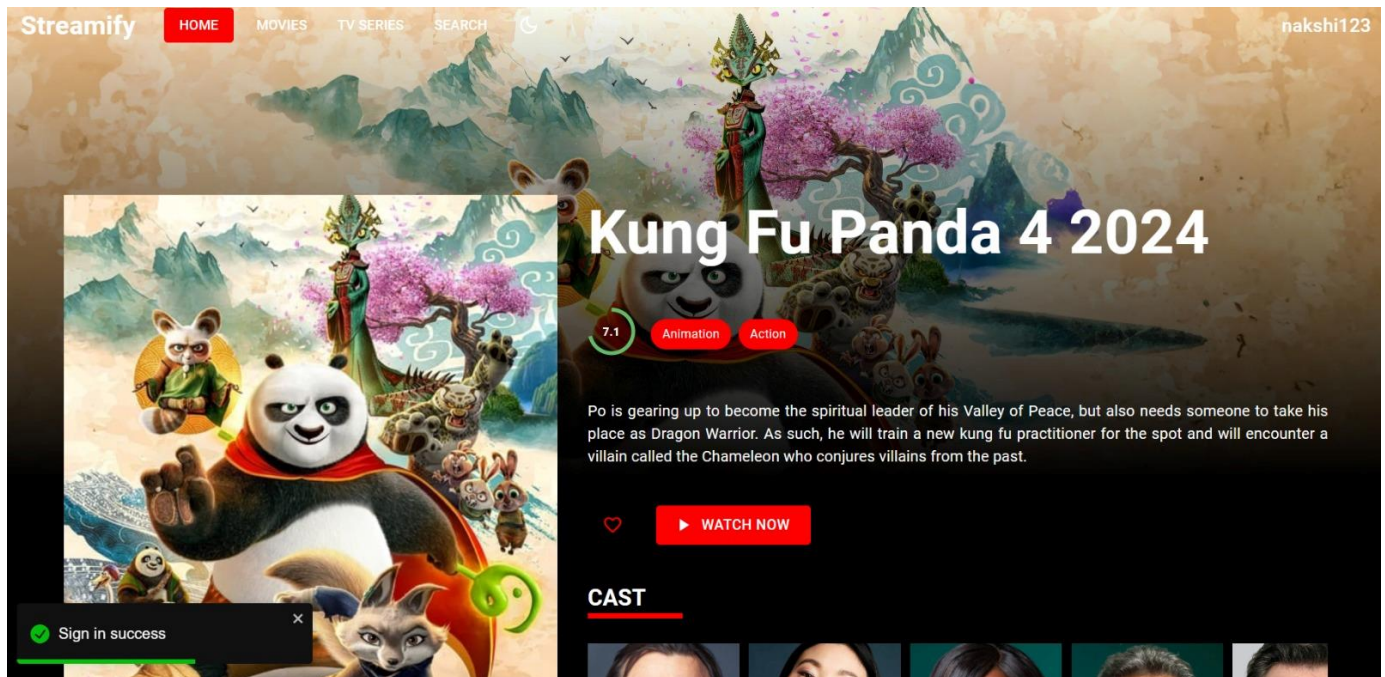 Streamify HOME MOVIES TV SERIES SEARCH nakshi123
Kung Fu Panda 4 2024
7.1 Animation Action
Po is gearing up to become the spiritual leader of his Valley of Peace, but also needs someone to take his
place as Dragon Warrior. As such, he will train a new kung fu practitioner for the spot and will encounter a
villain called the Chameleon who conjures villains from the past.
WATCH NOW
CAST
Sign in success